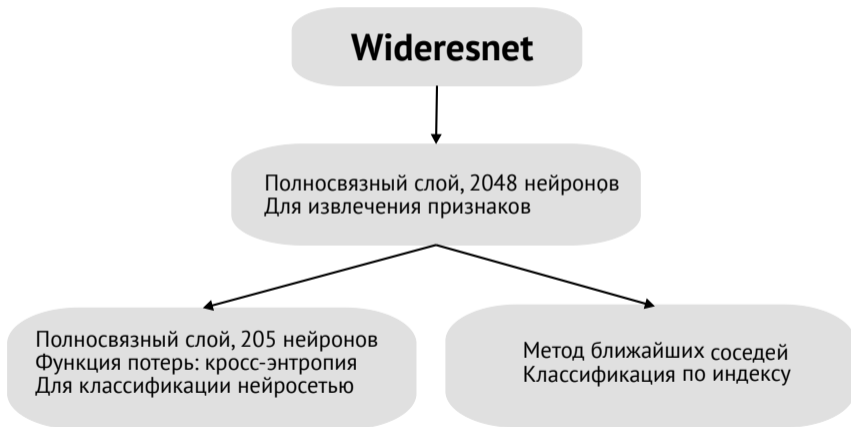 Wideresnet
Полносвязный слой, 2048 нейронов
Для извлечения признаков
Полносвязный слой, 205 нейронов
Функция потерь: кросс-энтропия
Для классификации нейросетью
Метод ближайших соседей
Классификация по индексу